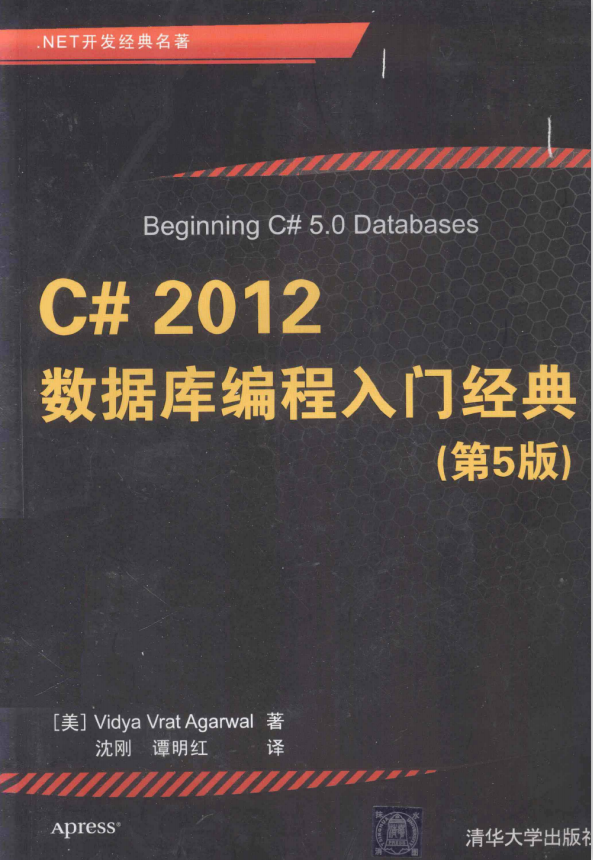 .NET开发经典名著
Beginning C# 5.0 Databases
C# 2012
数据库编程入门经典
(第5版)
[美] Vidya Vrat Agarwal 著
沈刚 谭明红 译
Apress®
清华大学出版社